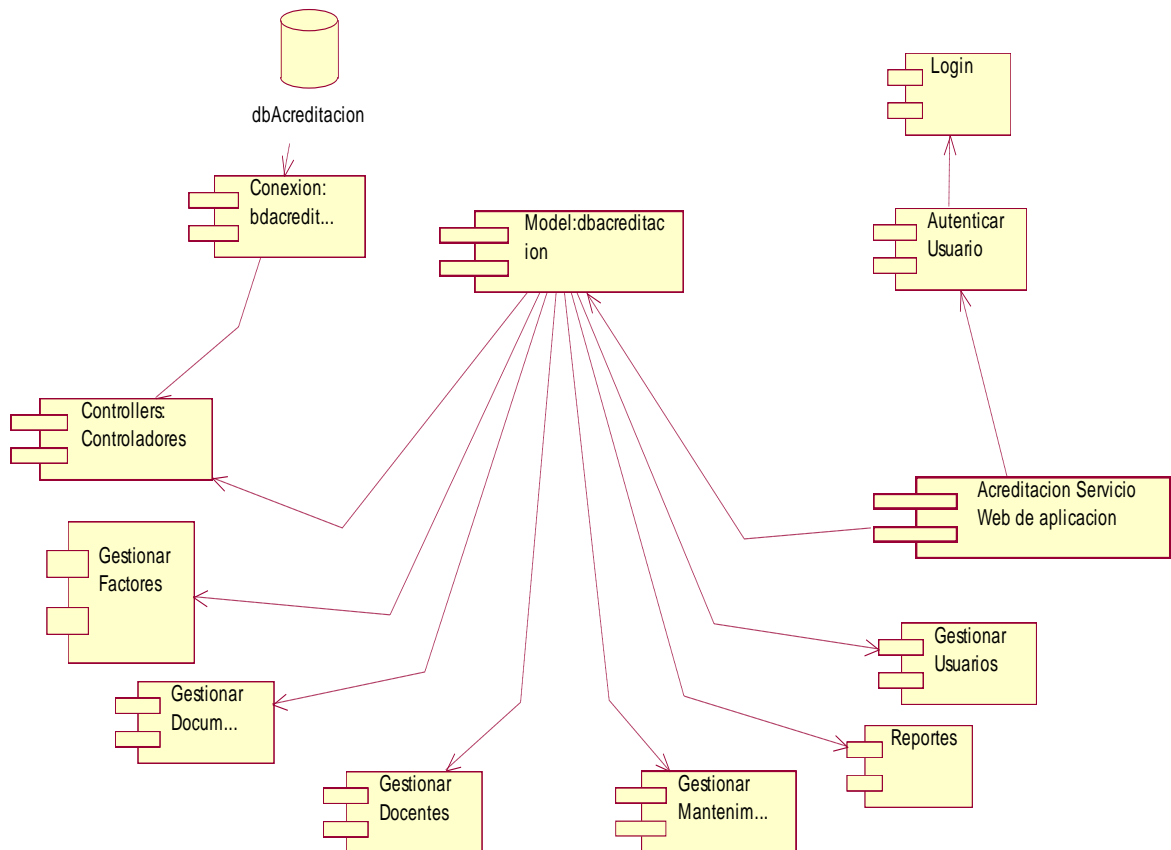 dbAcreditacion
Login
Conexion:
bdacredit...
Model:dbacreditac
ion
Autenticar
Usuario
Controllers:
Controladores
Acreditacion Servicio
Web de aplicacion
Gestionar
Factores
Gestionar
Usuarios
Gestionar
Docum...
Reportes
Gestionar
Docentes
Gestionar
Mantenim...